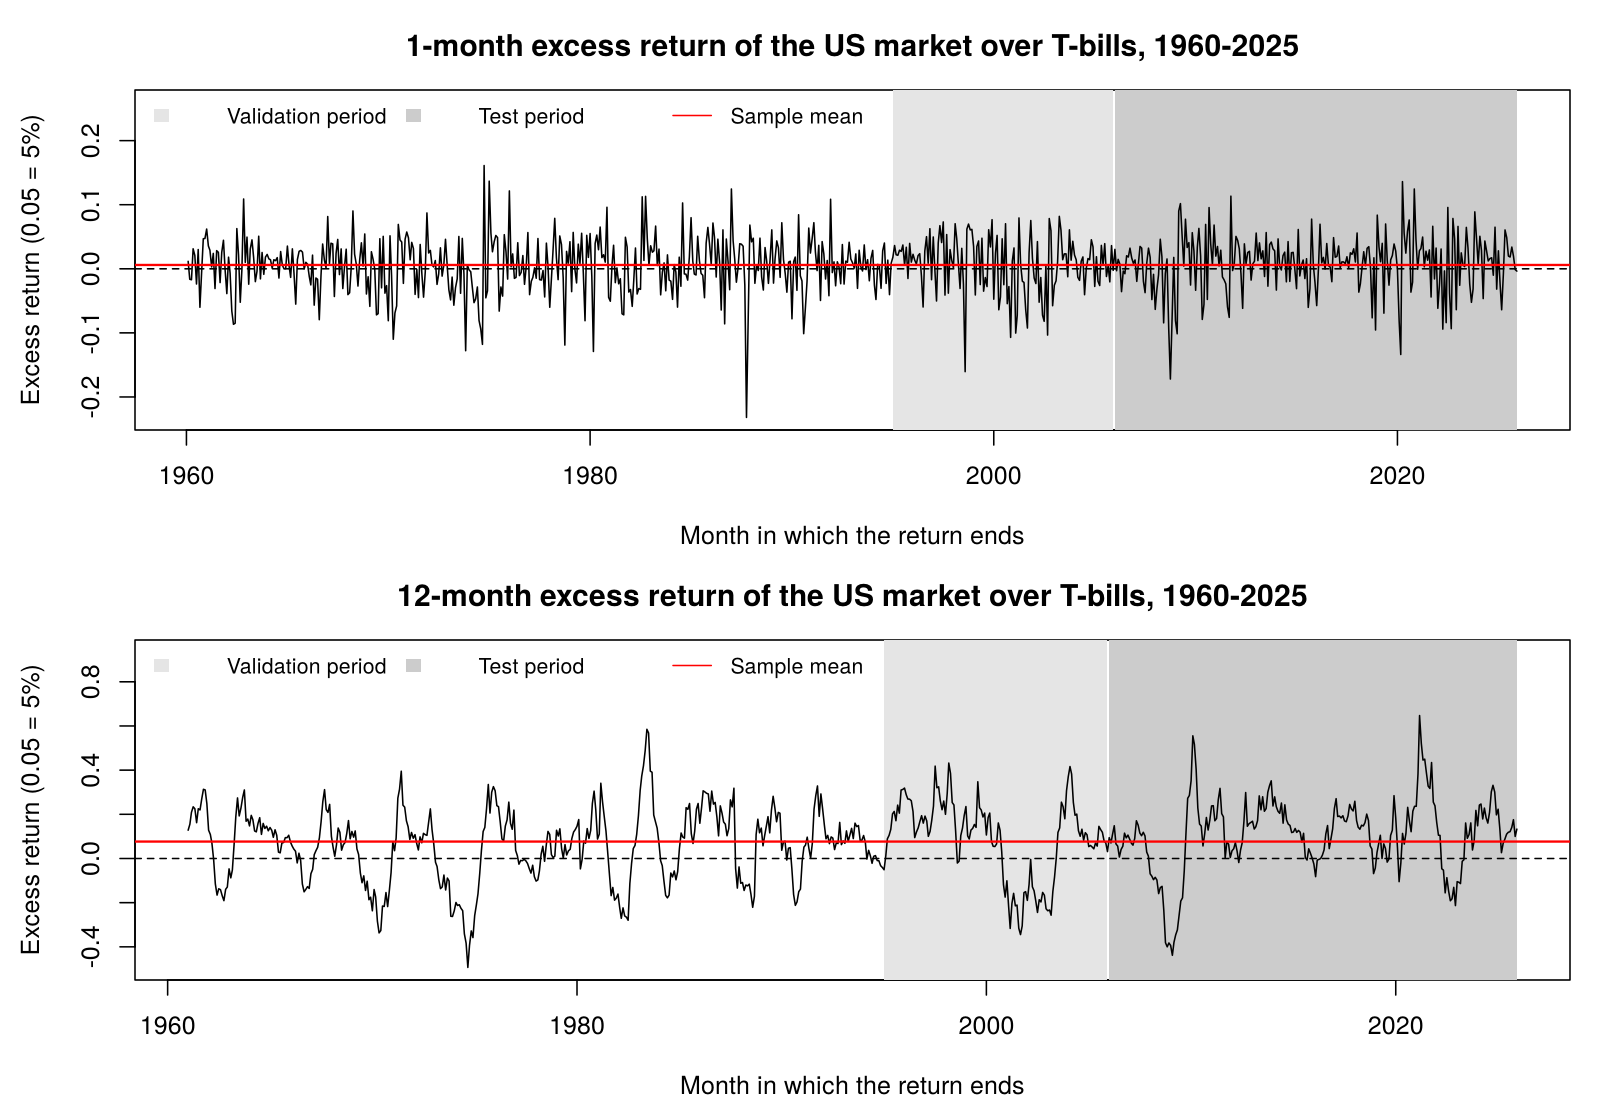 1-month excess return of the US market over T-bills, 1960-2025
Validation period Test period Sample mean
Excess return (0.05 = 5%)
0.2
0.1
0.0
-0.1
-0.2
1960 1980 2000 2020
Month in which the return ends
12-month excess return of the US market over T-bills, 1960-2025
Validation period Test period Sample mean
Excess return (0.05 = 5%)
0.8
0.4
0.0
-0.4
1960 1980 2000 2020
Month in which the return ends